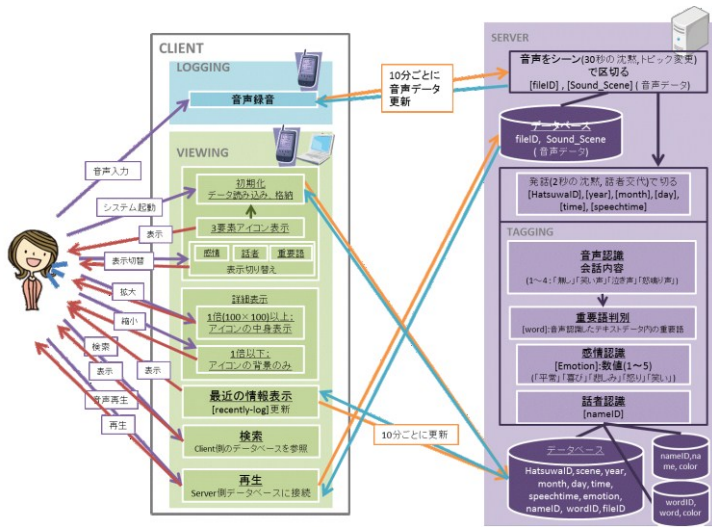 CLIENT
LOGGING
音声録音
VIEWING
初期化
データ読み込み、格納
3要素アイコン表示
感情
話者
重要語
表示切り替え
詳細表示
1倍(100×100)以上:
アイコンの中身表示
1倍以下:
アイコンの背景のみ
最近の情報表示
[recently-log]更新
検索
Client側のデータベースを参照
再生
Server側データベースに接続
音声入力
システム起動
表示
表示切替
拡大
縮小
検索
表示
表示
音声再生
再生
10分ごとに
音声データ
更新
10分ごとに更新
SERVER
音声をシーン(30秒の沈黙,トピック変更)
で区切る
[fileID] , [Sound_Scene] ( 音声データ)
データベース
fileID, Sound_Scene
( 音声データ)
発話(2秒の沈黙, 話者交代)で切る
[HatsuwaID], [year], [month], [day],
[time], [speechtime]
TAGGING
音声認識
会話内容
(1～4:「無し」「笑い声」「泣き声」「怒鳴り声」)
重要語判別
[word]:音声認識したテキストデータ内の重要語
感情認識
[Emotion]:数値(1～5)
(「平常」「喜び」「悲しみ」「怒り」「笑い」)
話者認識
[nameID]
データベース
HatsuwaID, scene, year,
month, day, time,
speechtime, emotion,
nameID, wordID, fileID
nameID,na
me, color
wordID,
word, color